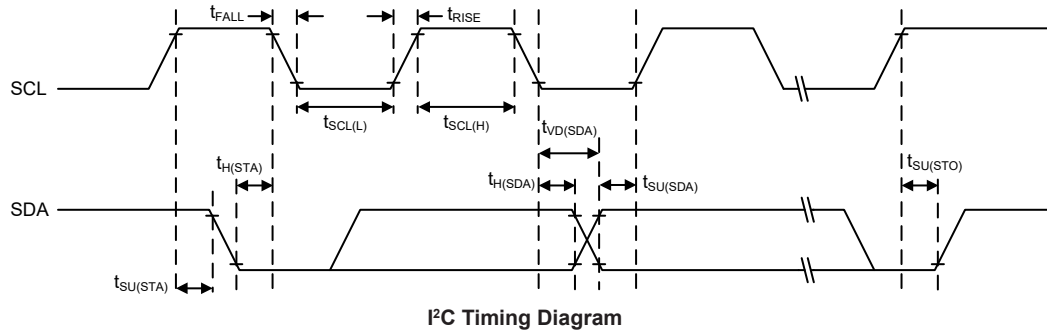 tFALL
tRISE
SCL
tSCL(L)
tSCL(H)
tVD(SDA)
tH(STA)
tH(SDA)
tSU(SDA)
tSU(STO)
SDA
tSU(STA)
I²C Timing Diagram